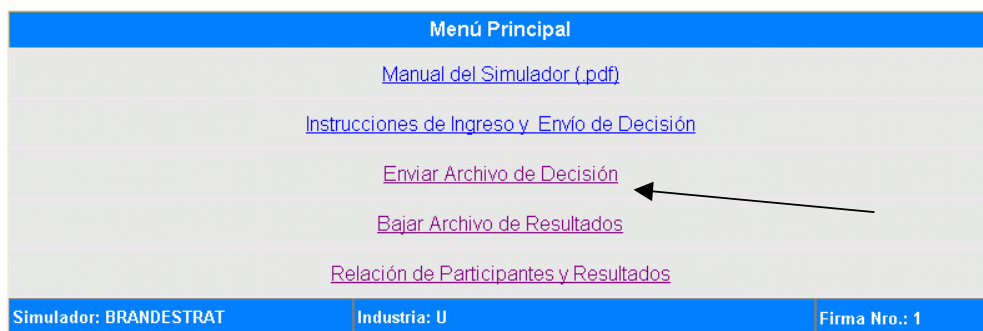 Menú Principal
Manual del Simulador (.pdf)
Instrucciones de Ingreso y Envío de Decisión
Enviar Archivo de Decisión
Bajar Archivo de Resultados
Relación de Participantes y Resultados
Simulador: BRANDESTRAT Industria: U Firma Nro.: 1